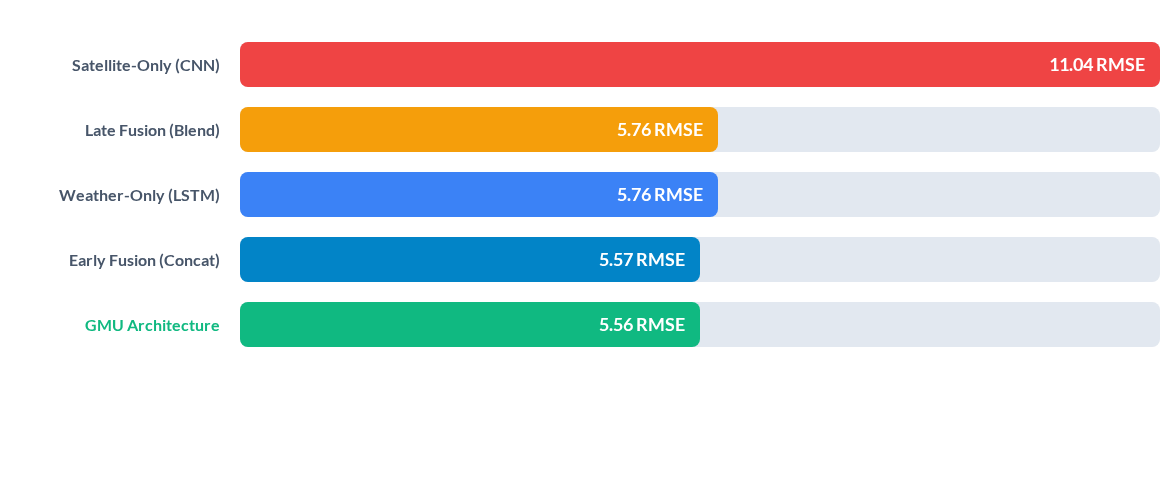 Satellite-Only (CNN) 11.04 RMSE
Late Fusion (Blend) 5.76 RMSE
Weather-Only (LSTM) 5.76 RMSE
Early Fusion (Concat) 5.57 RMSE
GMU Architecture 5.56 RMSE